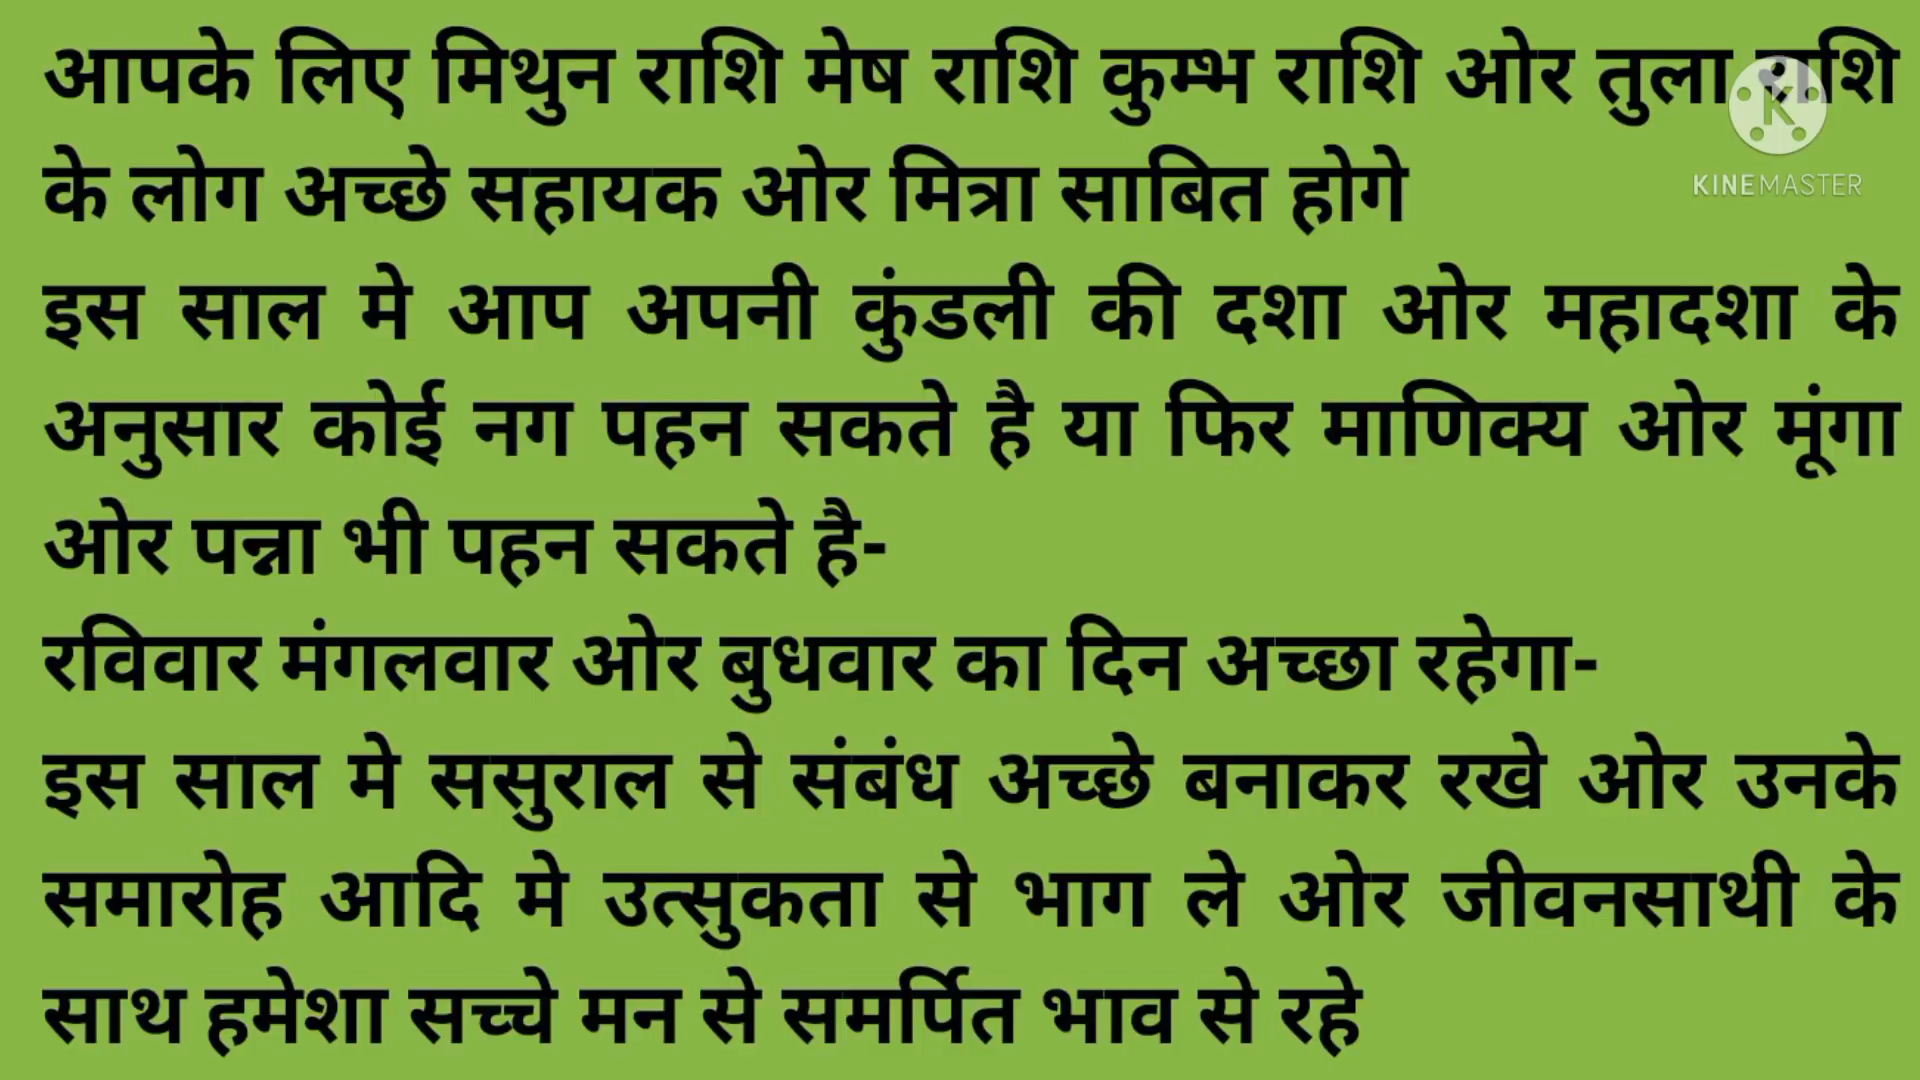 आपके लिए मिथुन राशि मेष राशि कुम्भ राशि ओर तुला राशि
के लोग अच्छे सहायक ओर मित्रा साबित होगे
KINEMASTER
इस साल मे आप अपनी कुंडली की दशा ओर महादशा के
अनुसार कोई नग पहन सकते है या फिर माणिक्य ओर मूंगा
ओर पन्ना भी पहन सकते है-
रविवार मंगलवार ओर बुधवार का दिन अच्छा रहेगा-
इस साल मे ससुराल से संबंध अच्छे बनाकर रखे ओर उनके
समारोह आदि मे उत्सुकता से भाग ले ओर जीवनसाथी के
साथ हमेशा सच्चे मन से समर्पित भाव से रहे